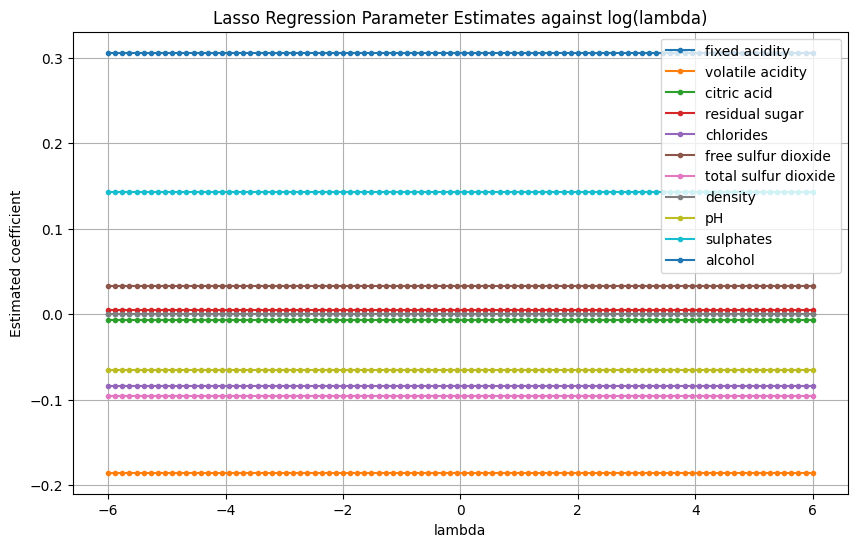 Lasso Regression Parameter Estimates against log(lambda)
fixed acidity
volatile acidity
citric acid
residual sugar
chlorides
free sulfur dioxide
total sulfur dioxide
density
pH
sulphates
alcohol
Estimated coefficient
0.3
0.2
0.1
0.0
−0.1
−0.2
−6 −4 −2 0 2 4 6
lambda